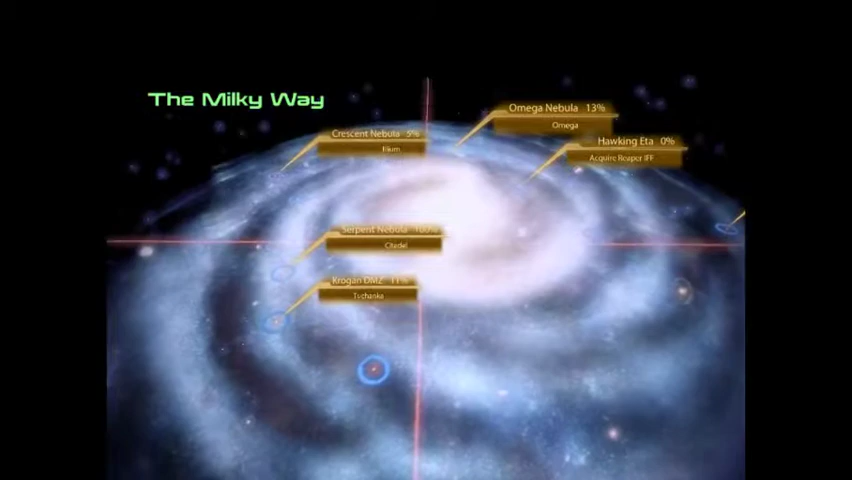 The Milky Way
Omega Nebula 13%
Omega
Crescent Nebula 5%
Illium
Hawking Eta 0%
Acquire Reaper IFF
Serpent Nebula 100%
Citadel
Krogan DMZ 11%
Tuchanka